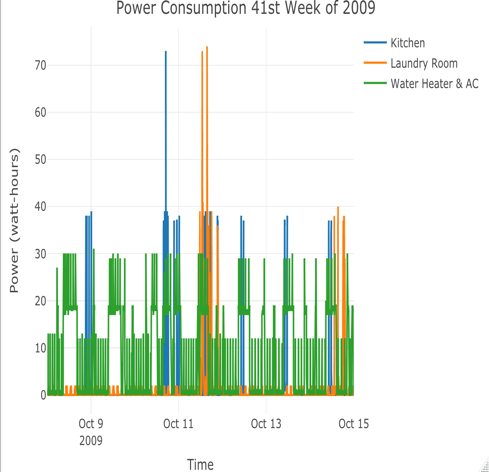 Power Consumption 41st Week of 2009
Kitchen
Laundry Room
Water Heater & AC
Power (watt-hours)
70
60
50
40
30
20
10
0
Oct 9
2009
Oct 11
Oct 13
Oct 15
Time